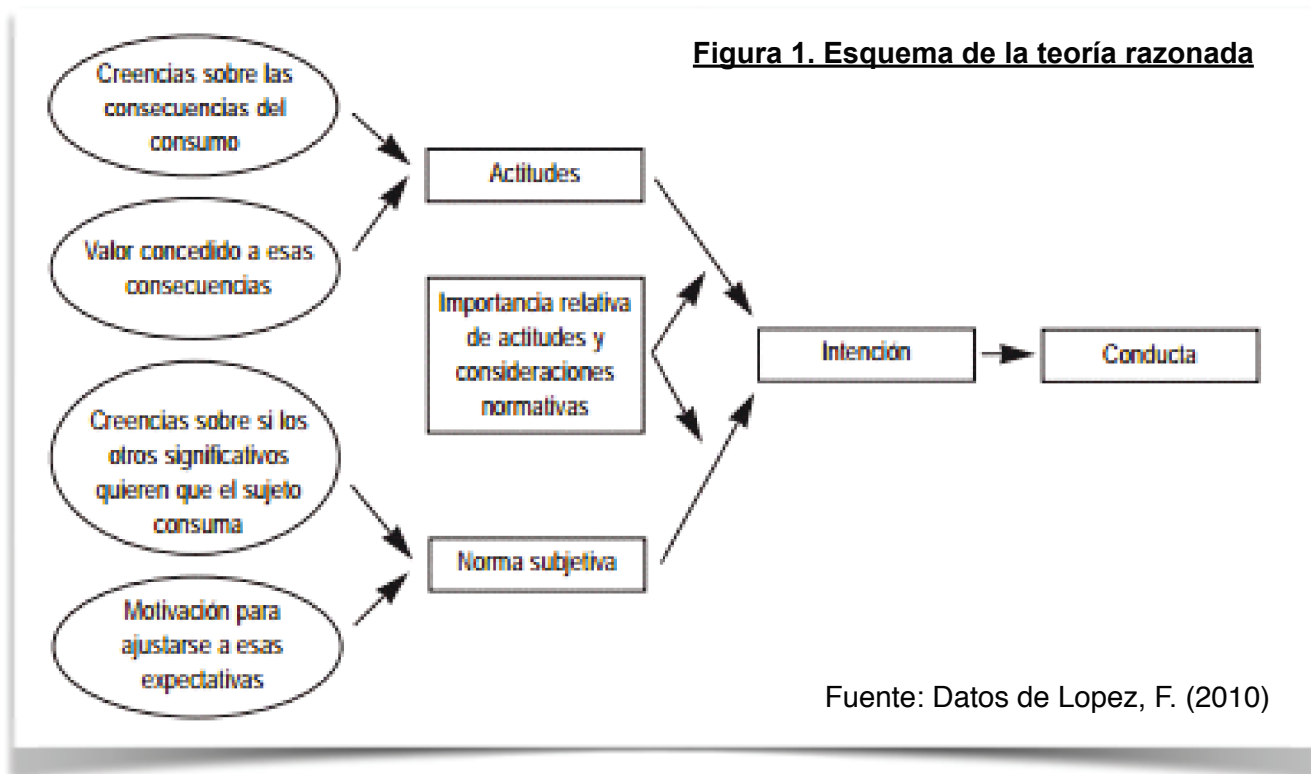 Figura 1. Esquema de la teoría razonada
Creencias sobre las
consecuencias del
consumo
Valor concedido a esas
consecuencias
Creencias sobre si los
otros significativos
quieren que el sujeto
consuma
Motivación para
ajustarse a esas
expectativas
Actitudes
Importancia relativa
de actitudes y
consideraciones
normativas
Norma subjetiva
Intención
Conducta
Fuente: Datos de Lopez, F. (2010)